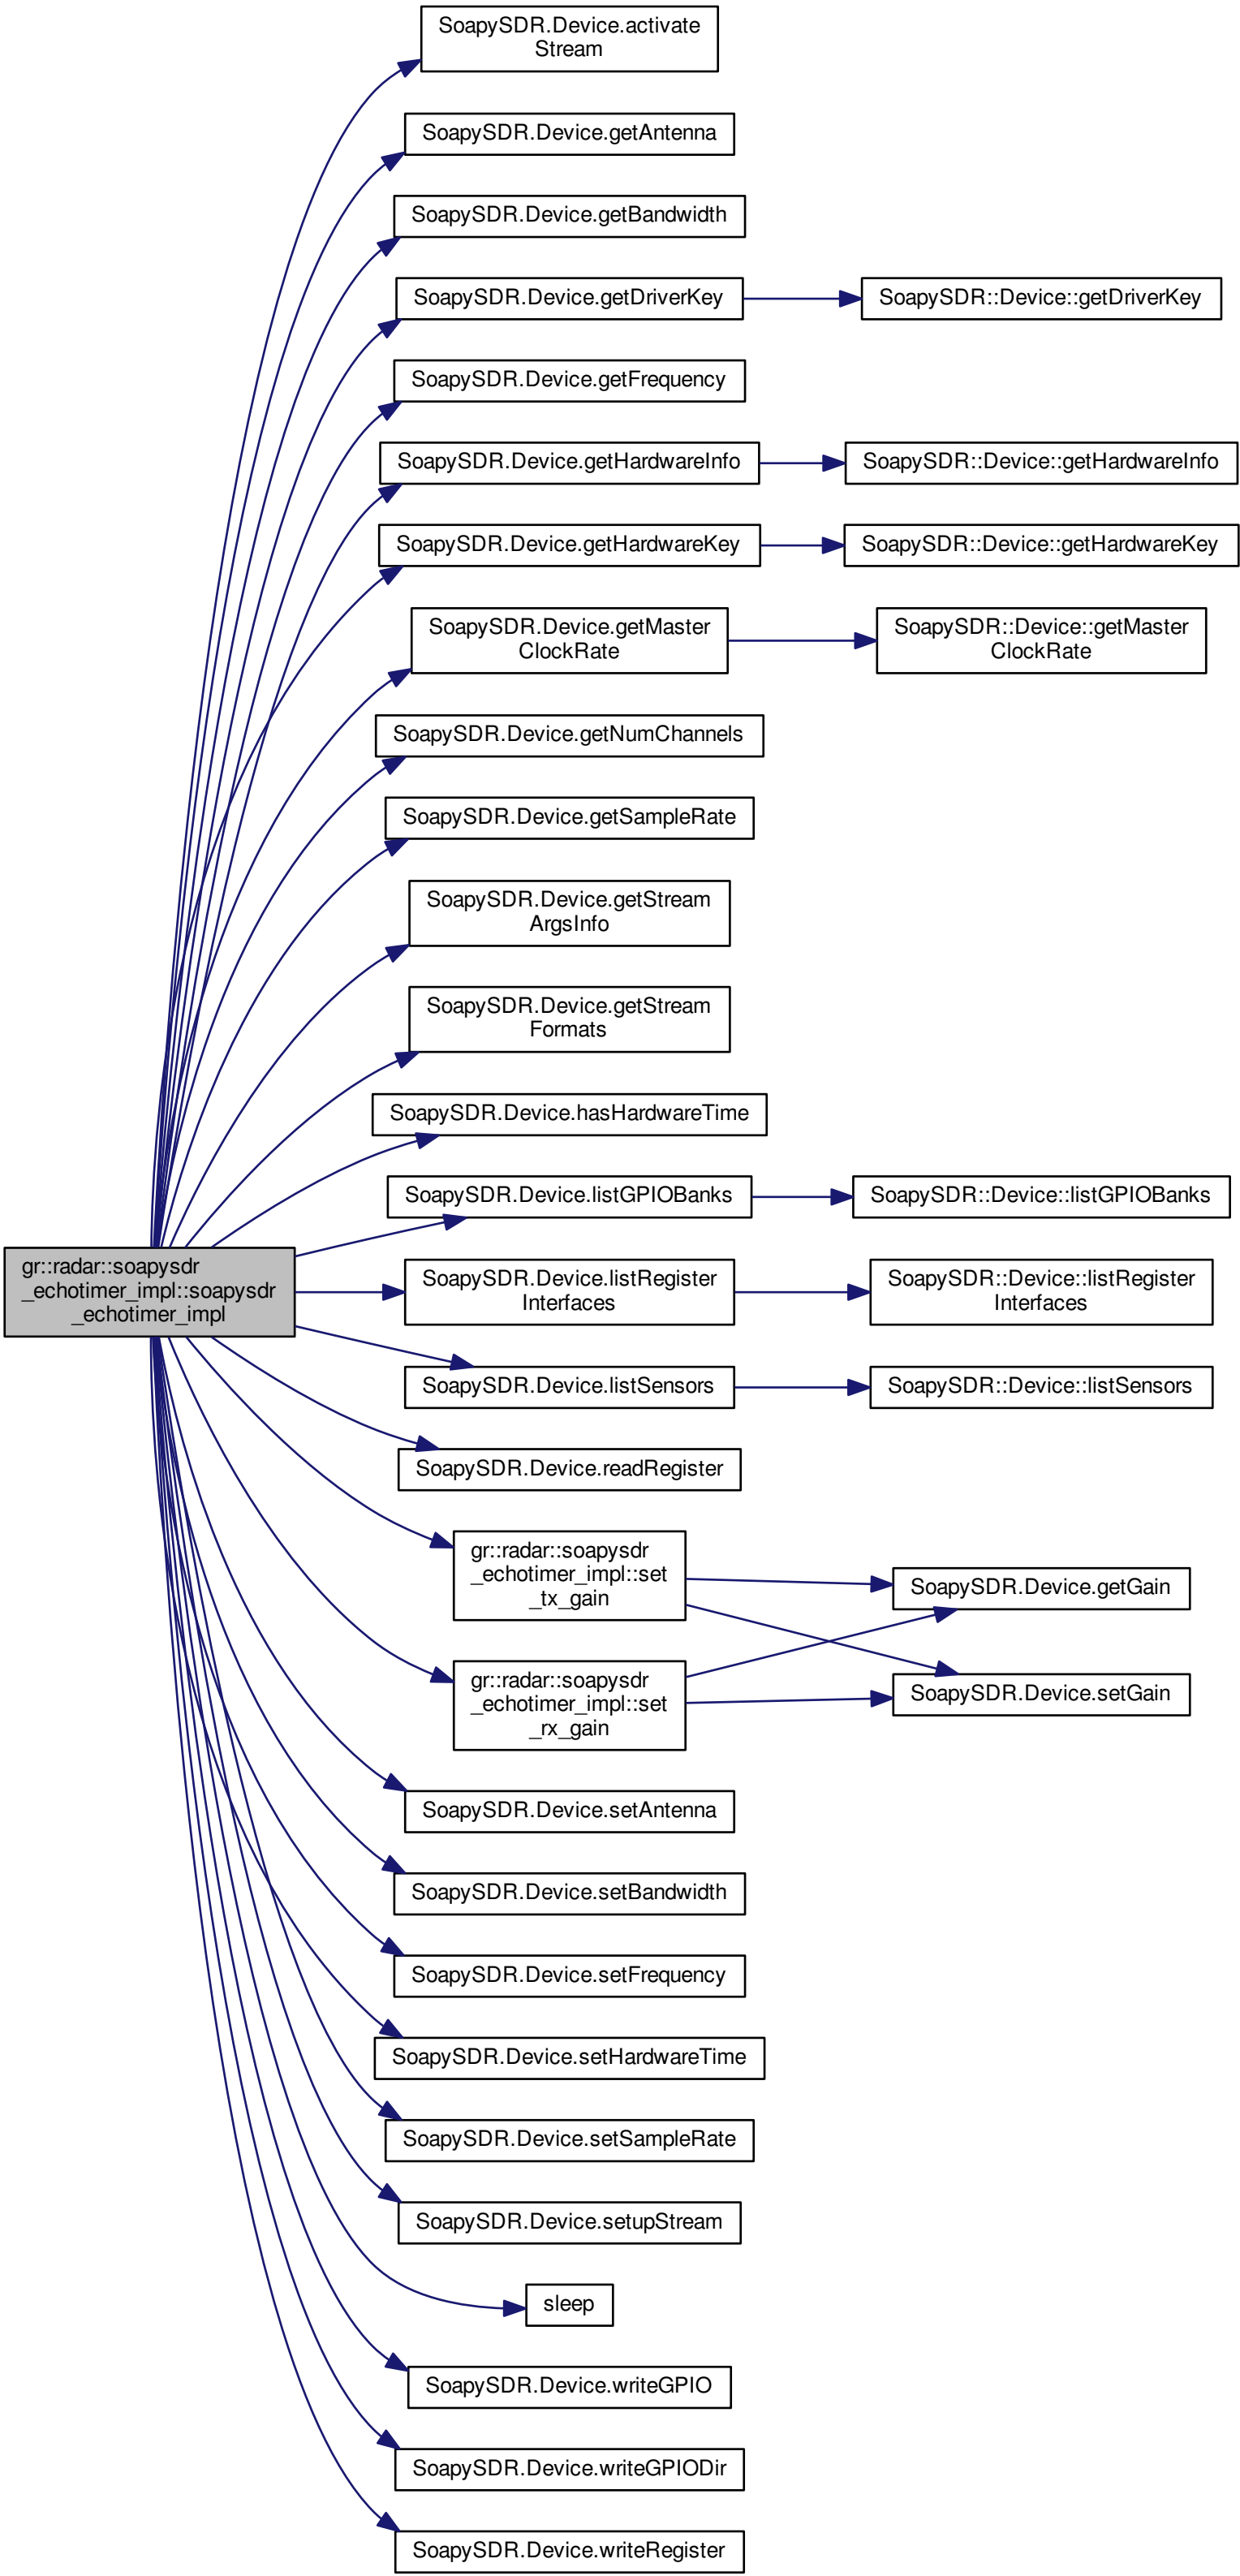 SoapySDR.Device.activate
Stream
SoapySDR.Device.getAntenna
SoapySDR.Device.getBandwidth
SoapySDR.Device.getDriverKey
SoapySDR::Device::getDriverKey
SoapySDR.Device.getFrequency
SoapySDR.Device.getHardwareInfo
SoapySDR::Device::getHardwareInfo
SoapySDR.Device.getHardwareKey
SoapySDR::Device::getHardwareKey
SoapySDR.Device.getMaster
ClockRate
SoapySDR::Device::getMaster
ClockRate
SoapySDR.Device.getNumChannels
SoapySDR.Device.getSampleRate
SoapySDR.Device.getStream
ArgsInfo
SoapySDR.Device.getStream
Formats
SoapySDR.Device.hasHardwareTime
SoapySDR.Device.listGPIOBanks
SoapySDR::Device::listGPIOBanks
gr::radar::soapysdr
_echotimer_impl::soapysdr
_echotimer_impl
SoapySDR.Device.listRegister
Interfaces
SoapySDR::Device::listRegister
Interfaces
SoapySDR.Device.listSensors
SoapySDR::Device::listSensors
SoapySDR.Device.readRegister
gr::radar::soapysdr
_echotimer_impl::set
_tx_gain
SoapySDR.Device.getGain
gr::radar::soapysdr
_echotimer_impl::set
_rx_gain
SoapySDR.Device.setGain
SoapySDR.Device.setAntenna
SoapySDR.Device.setBandwidth
SoapySDR.Device.setFrequency
SoapySDR.Device.setHardwareTime
SoapySDR.Device.setSampleRate
SoapySDR.Device.setupStream
sleep
SoapySDR.Device.writeGPIO
SoapySDR.Device.writeGPIODir
SoapySDR.Device.writeRegister